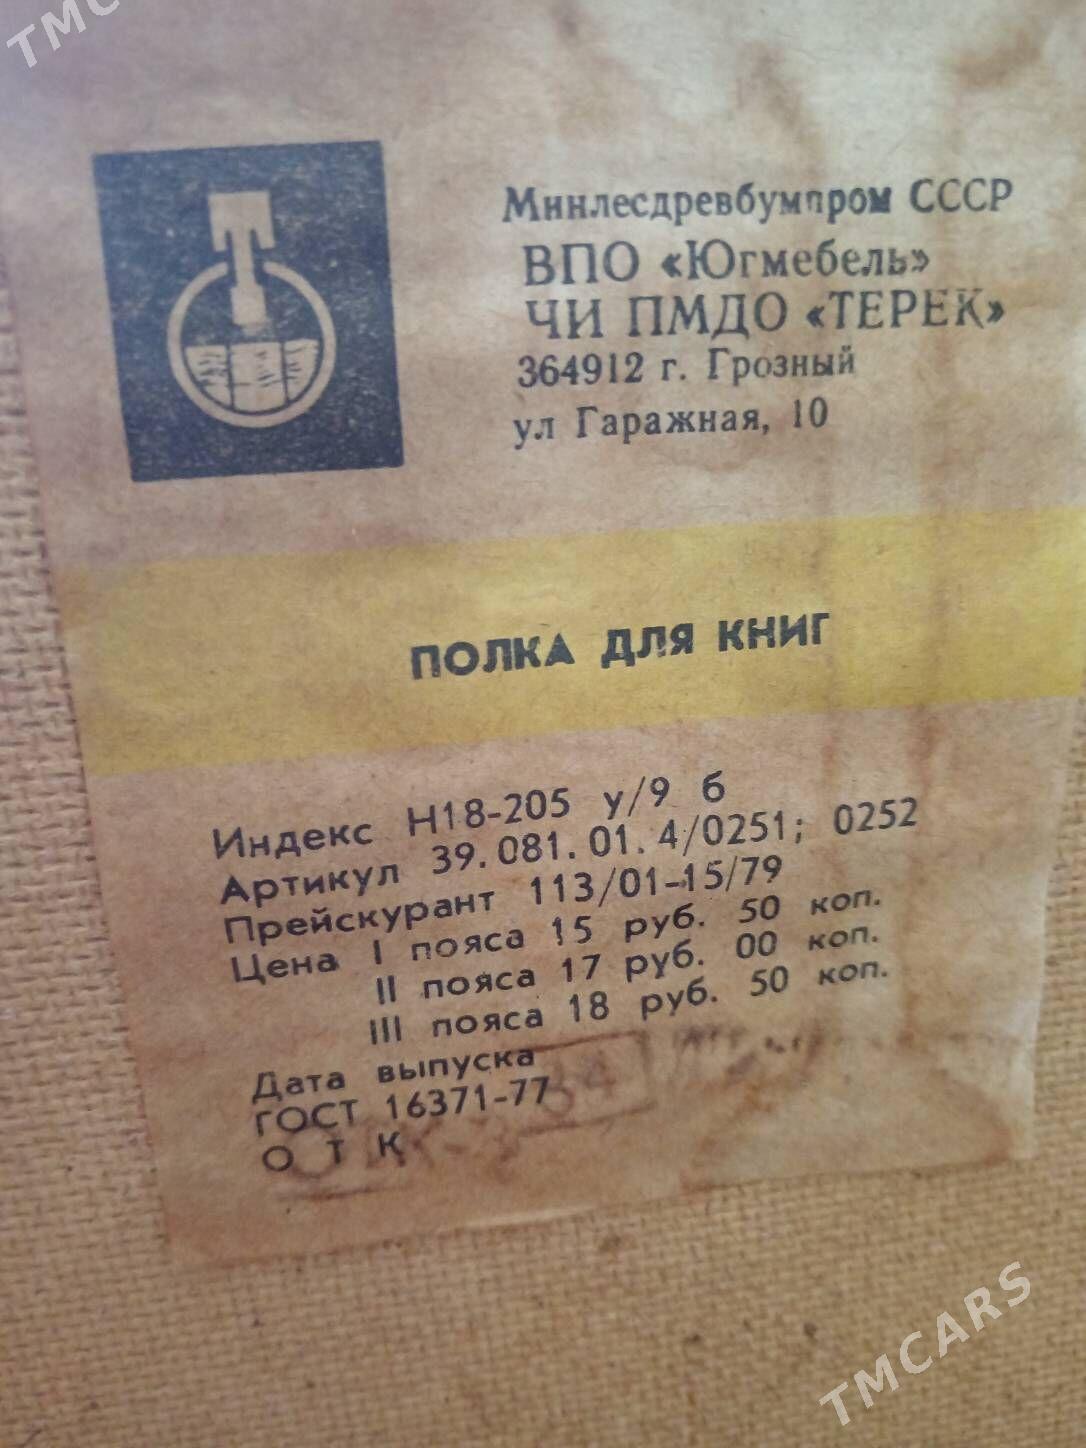 TMC
Минлесдревбумпром СССР
ВПО «Югмебель»
ЧИ ПМДО «ТЕРЕК»
364912 г. Грозный
ул Гаражная, 10
ПОЛКА ДЛЯ КНИГ
Индекс Н18-205 у/9 б
Артикул 39.081.01.4/0251; 0252
Прейскурант 113/01-15/79
Цена I пояса 15 руб. 50 коп.
II пояса 17 руб. 00 коп.
III пояса 18 руб. 50 коп.
Дата выпуска
ГОСТ 16371-77
О Т К
TMCARS